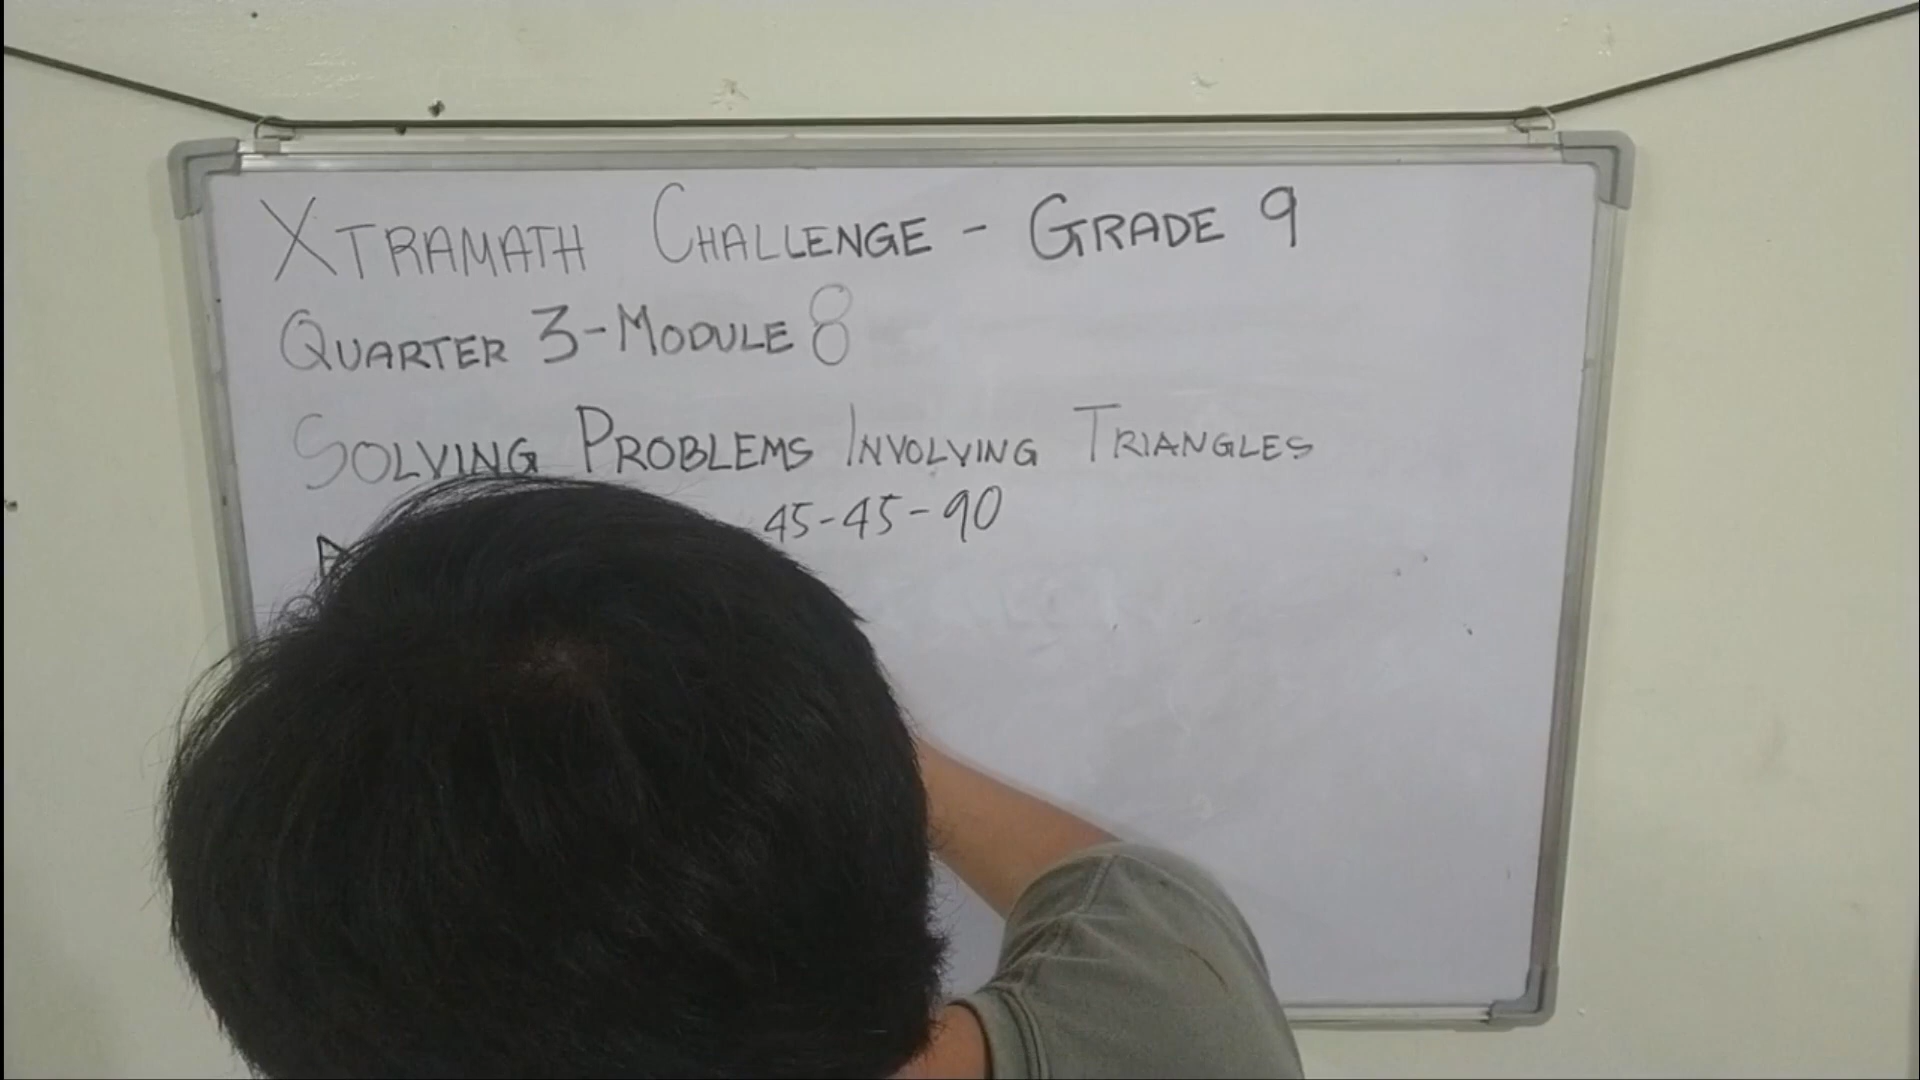 XTRAMATH CHALLENGE - GRADE 9
QUARTER 3-MODULE 8
SOLVING PROBLEMS INVOLVING TRIANGLES
45-45-90